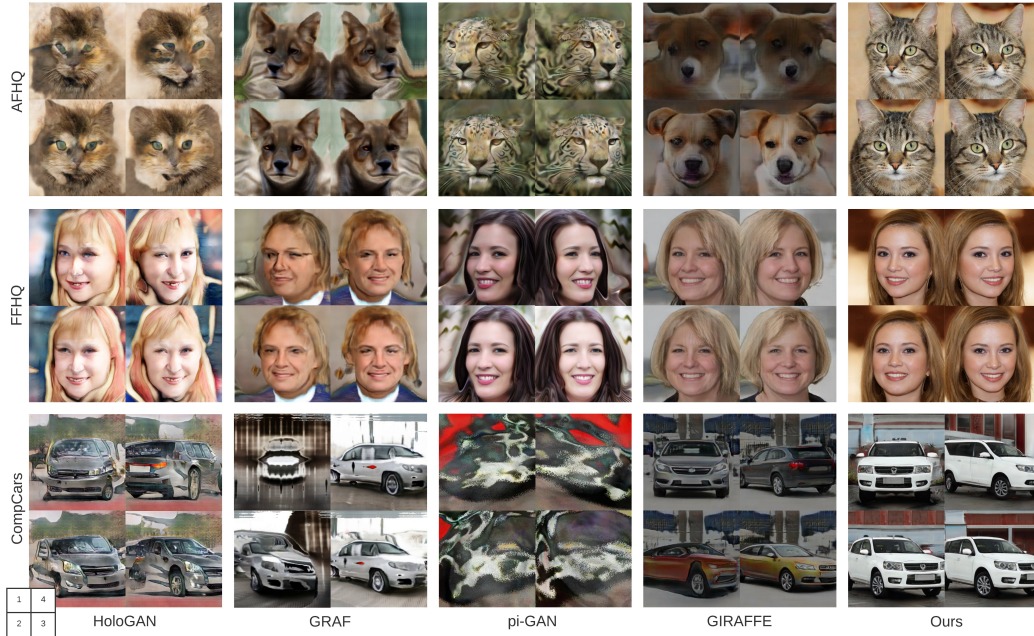 AFHQ
FFHQ
CompCars
1 4
2 3
HoloGAN
GRAF
pi-GAN
GIRAFFE
Ours